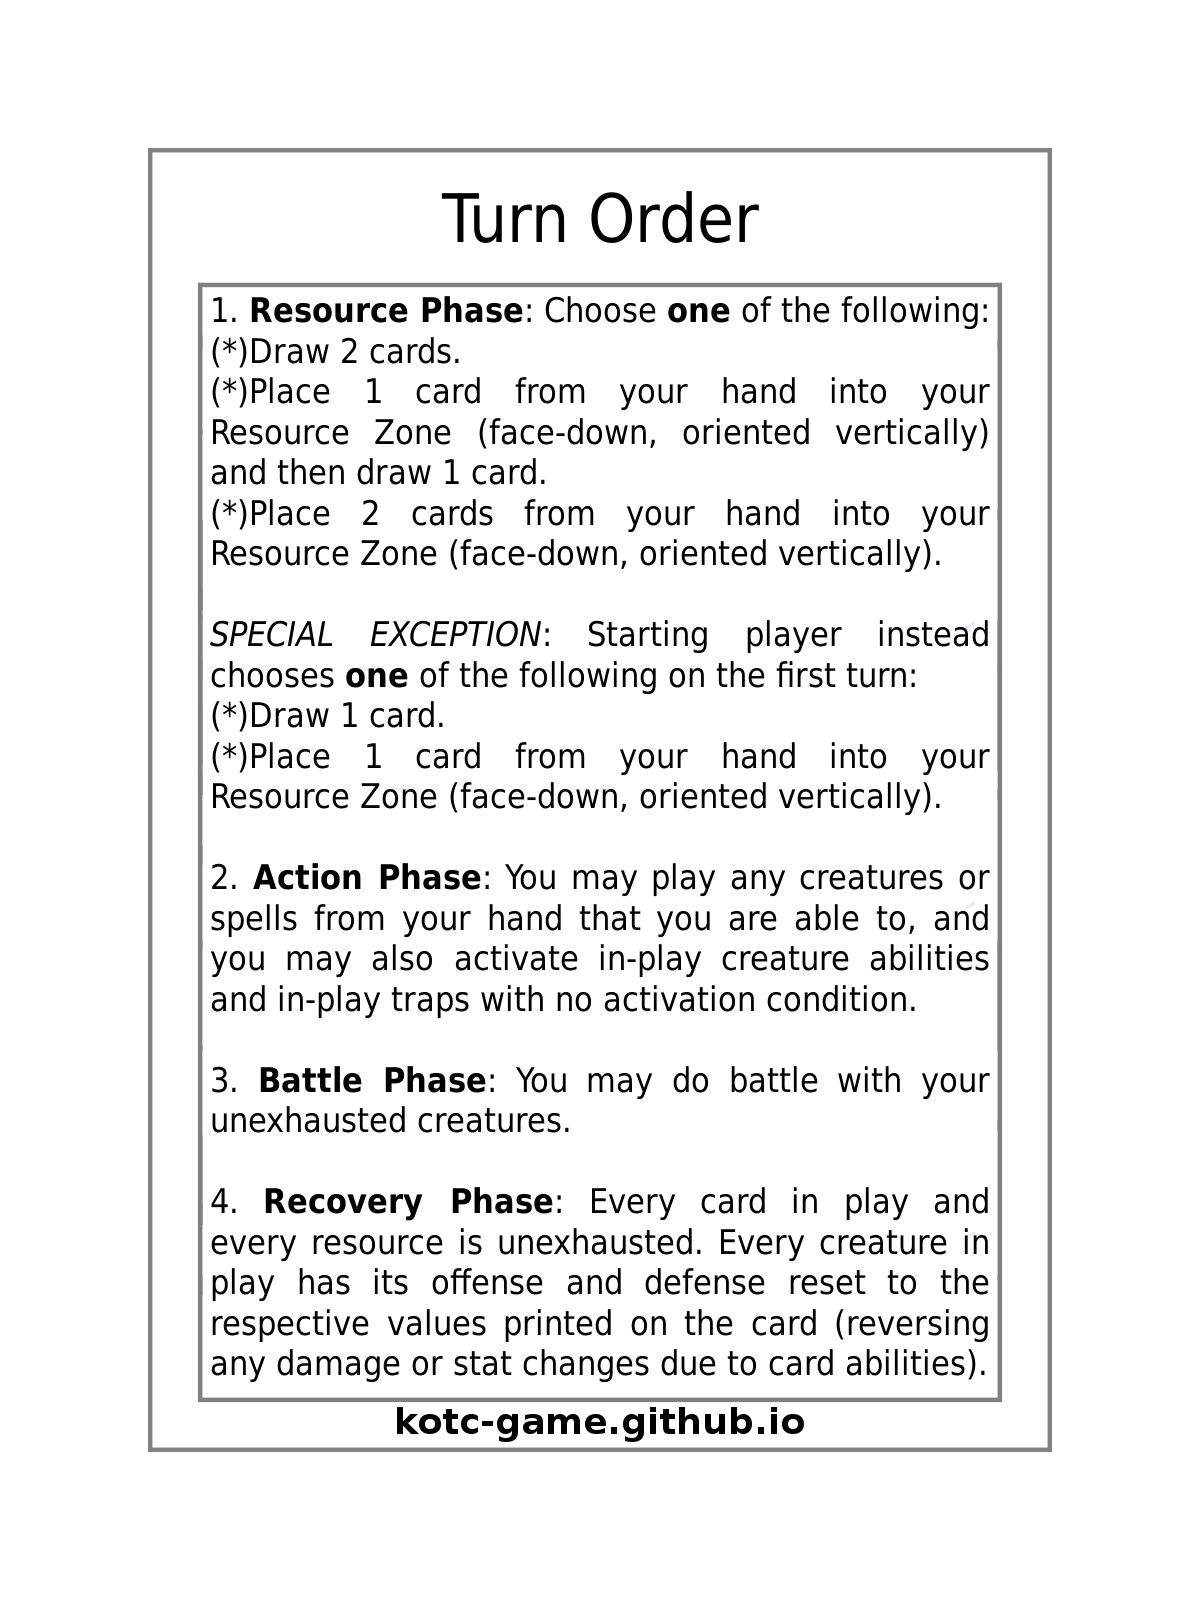 Turn Order
1. Resource Phase: Choose one of the following:
(*)Draw 2 cards.
(*)Place 1 card from your hand into your
Resource Zone (face-down, oriented vertically)
and then draw 1 card.
(*)Place 2 cards from your hand into your
Resource Zone (face-down, oriented vertically).
SPECIAL EXCEPTION: Starting player instead
chooses one of the following on the first turn:
(*)Draw 1 card.
(*)Place 1 card from your hand into your
Resource Zone (face-down, oriented vertically).
2. Action Phase: You may play any creatures or
spells from your hand that you are able to, and
you may also activate in-play creature abilities
and in-play traps with no activation condition.
3. Battle Phase: You may do battle with your
unexhausted creatures.
4. Recovery Phase: Every card in play and
every resource is unexhausted. Every creature in
play has its offense and defense reset to the
respective values printed on the card (reversing
any damage or stat changes due to card abilities).
kotc-game.github.io